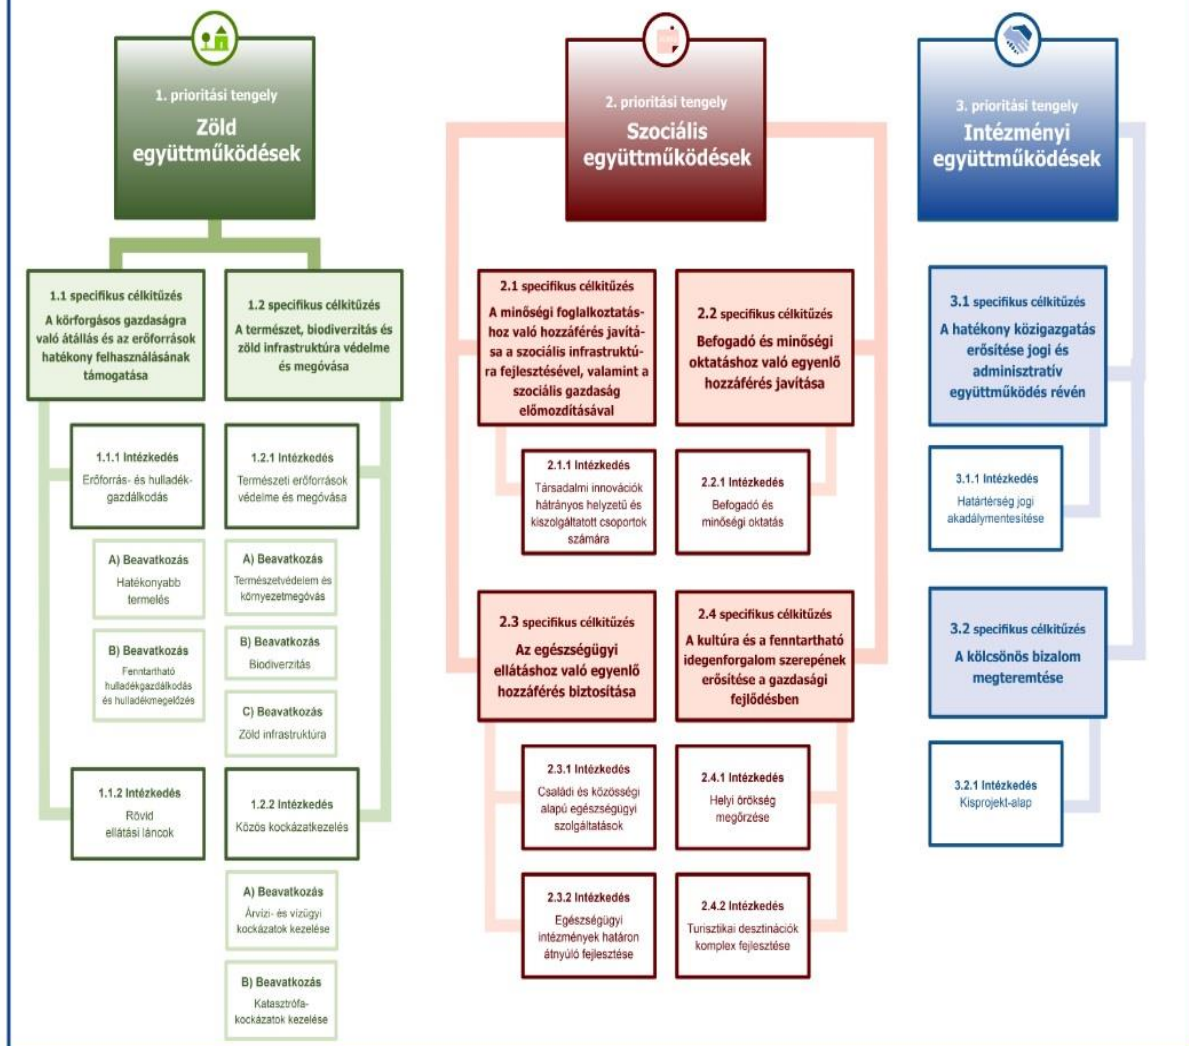 1. prioritási tengely
Zöld
együttműködések
1.1 specifikus célkitűzés
A körforgásos gazdaságra
való átállás és az erőforrások
hatékony felhasználásának
támogatása
1.1.1 Intézkedés
Erőforrás- és hulladék-
gazdálkodás
A) Beavatkozás
Hatékonyabb
termelés
B) Beavatkozás
Fenntartható
hulladékgazdálkodás
és hulladékmegelőzés
1.1.2 Intézkedés
Rövid
ellátási láncok
1.2 specifikus célkitűzés
A természet, biodiverzitás és
zöld infrastruktúra védelme
és megóvása
1.2.1 Intézkedés
Természeti erőforrások
védelme és megóvása
A) Beavatkozás
Természetvédelem és
környezetmegóvás
B) Beavatkozás
Biodiverzitás
C) Beavatkozás
Zöld infrastruktúra
1.2.2 Intézkedés
Közös kockázatkezelés
A) Beavatkozás
Árvízi- és vízügyi
kockázatok kezelése
B) Beavatkozás
Katasztrófa-
kockázatok kezelése
2. prioritási tengely
Szociális
együttműködések
2.1 specifikus célkitűzés
A minőségi foglalkoztatás-
hoz való hozzáférés javítá-
sa a szociális infrastruktú-
ra fejlesztésével, valamint a
szociális gazdaság
előmozdításával
2.1.1 Intézkedés
Társadalmi innovációk
hátrányos helyzetű és
kiszolgáltatott csoportok
számára
2.2 specifikus célkitűzés
Befogadó és minőségi
oktatáshoz való egyenlő
hozzáférés javítása
2.2.1 Intézkedés
Befogadó és
minőségi oktatás
2.3 specifikus célkitűzés
Az egészségügyi
ellátáshoz való egyenlő
hozzáférés biztosítása
2.3.1 Intézkedés
Családi és közösségi
alapú egészségügyi
szolgáltatások
2.3.2 Intézkedés
Egészségügyi
intézmények határon
átnyúló fejlesztése
2.4 specifikus célkitűzés
A kultúra és a fenntartható
idegenforgalom szerepének
erősítése a gazdasági
fejlődésben
2.4.1 Intézkedés
Helyi örökség
megőrzése
2.4.2 Intézkedés
Turisztikai desztinációk
komplex fejlesztése
3. prioritási tengely
Intézményi
együttműködések
3.1 specifikus célkitűzés
A hatékony közigazgatás
erősítése jogi és
adminisztratív
együttműködés révén
3.1.1 Intézkedés
Határtérség jogi
akadálymentesítése
3.2 specifikus célkitűzés
A kölcsönös bizalom
megteremtése
3.2.1 Intézkedés
Kisprojekt-alap